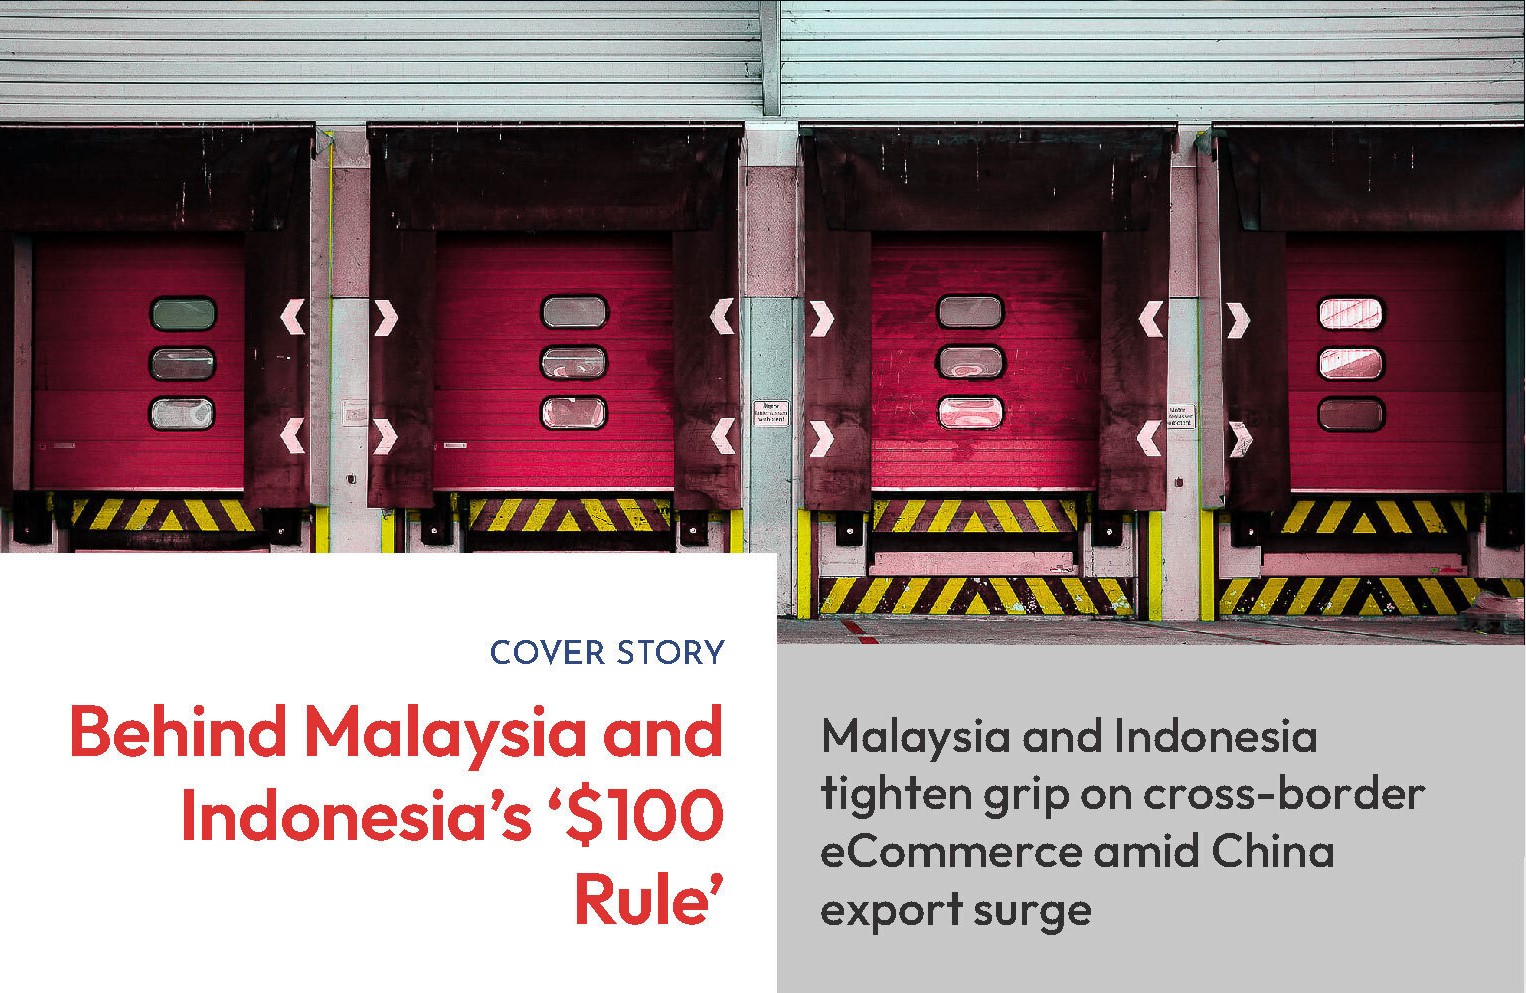 COVER STORY
Behind Malaysia and
Indonesia’s ‘$100
Rule’
Malaysia and Indonesia
tighten grip on cross-border
eCommerce amid China
export surge